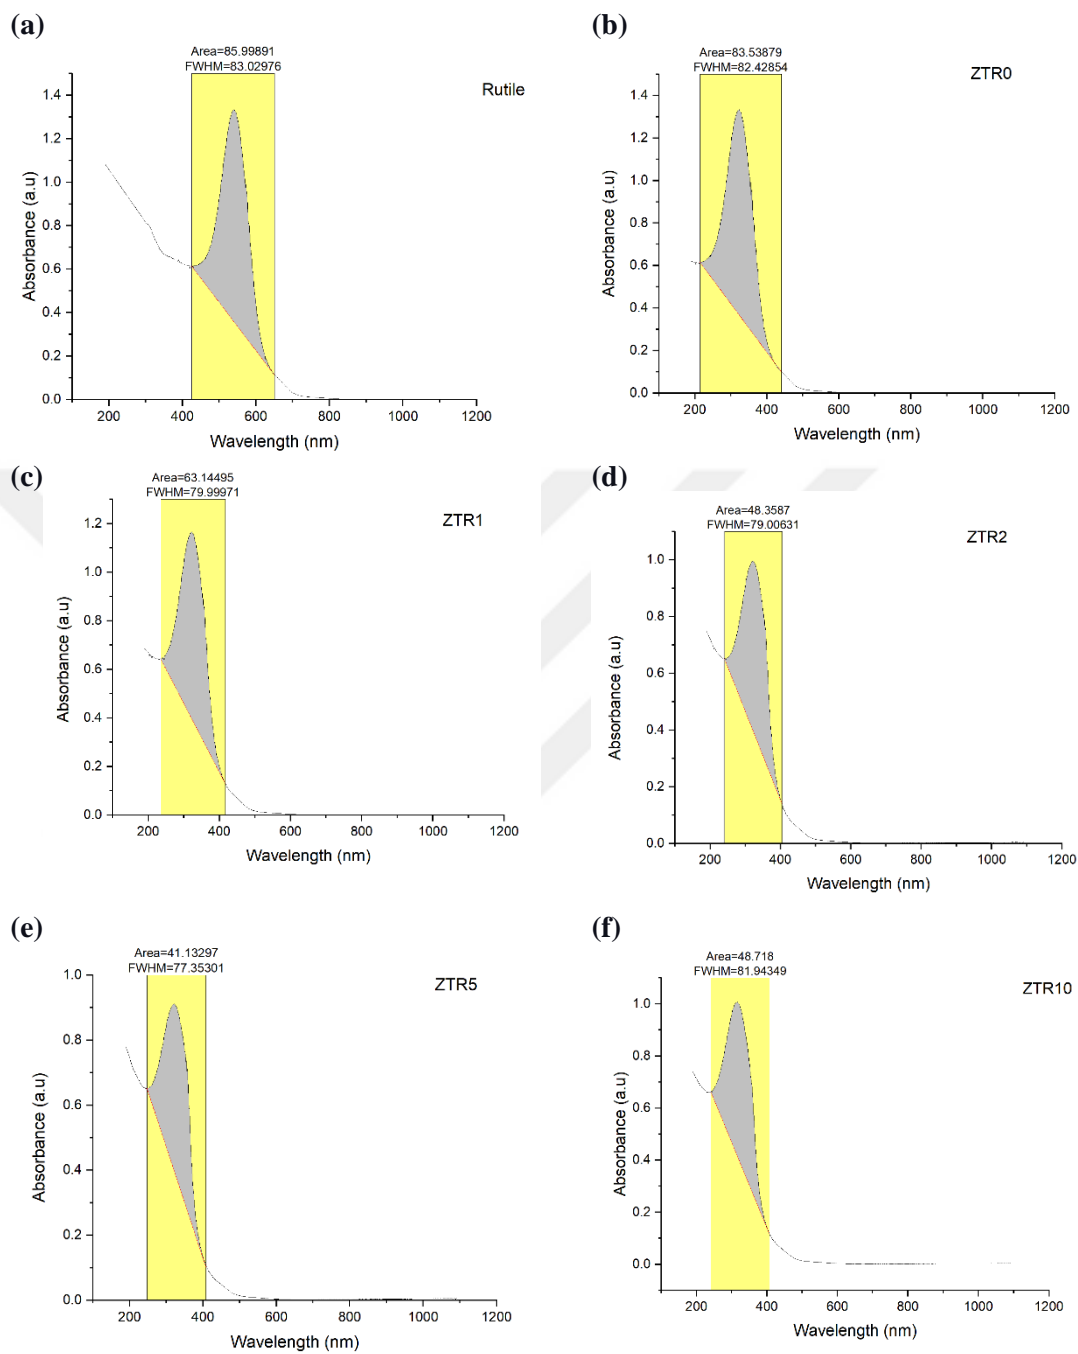 (a)
Area=85.99891
FWHM=83.02976
Rutile
1.4
1.2
1.0
0.8
0.6
0.4
0.2
0.0
Absorbance (a.u)
200 400 600 800 1000 1200
Wavelength (nm)
(b)
Area=83.53879
FWHM=82.42854
ZTR0
1.4
1.2
1.0
0.8
0.6
0.4
0.2
0.0
Absorbance (a.u)
200 400 600 800 1000 1200
Wavelength (nm)
(c)
Area=63.14495
FWHM=79.99971
ZTR1
1.2
1.0
0.8
0.6
0.4
0.2
0.0
Absorbance (a.u)
200 400 600 800 1000 1200
Wavelength (nm)
(d)
Area=48.3587
FWHM=79.00631
ZTR2
1.0
0.8
0.6
0.4
0.2
0.0
Absorbance (a.u)
200 400 600 800 1000 1200
Wavelength (nm)
(e)
Area=41.13297
FWHM=77.35301
ZTR5
1.0
0.8
0.6
0.4
0.2
0.0
Absorbance (a.u)
200 400 600 800 1000 1200
Wavelength (nm)
(f)
Area=48.718
FWHM=81.94349
ZTR10
1.0
0.8
0.6
0.4
0.2
0.0
Absorbance (a.u)
200 400 600 800 1000 1200
Wavelength (nm)